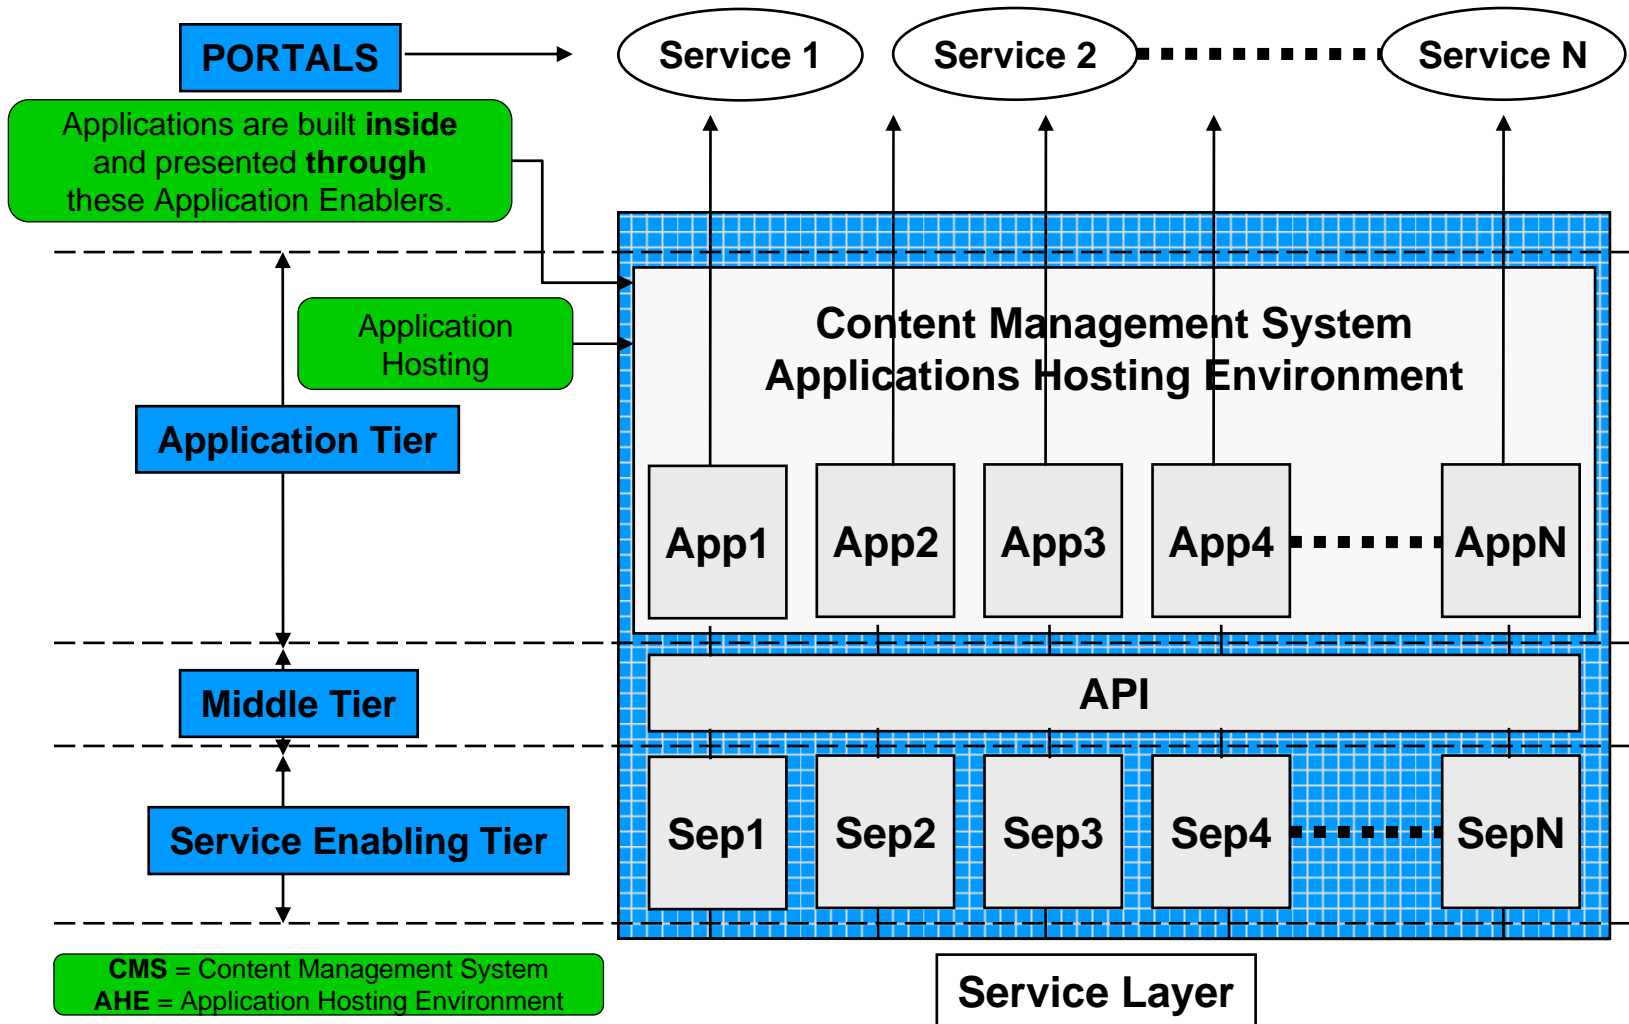 PORTALS
Service 1
Service 2
Service N
Applications are built inside
and presented through
these Application Enablers.
Application
Hosting
Content Management System
Applications Hosting Environment
Application Tier
App1
App2
App3
App4
AppN
Middle Tier
API
Service Enabling Tier
Sep1
Sep2
Sep3
Sep4
SepN
CMS = Content Management System
AHE = Application Hosting Environment
Service Layer